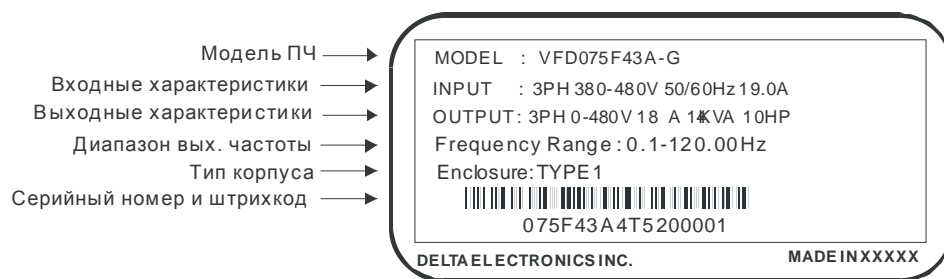 Модель ПЧ
Входные характеристики
Выходные характеристики
Диапазон вых. частоты
Тип корпуса
Серийный номер и штрихкод
MODEL : VFD075F43A-G
INPUT : 3PH 380-480V 50/60Hz 19.0A
OUTPUT : 3PH 0-480V 18 A 14KVA 10HP
Frequency Range : 0.1-120.00Hz
Enclosure: TYPE 1
075F43A4T5200001
DELTA ELECTRONICS INC.
MADE IN XXXXX